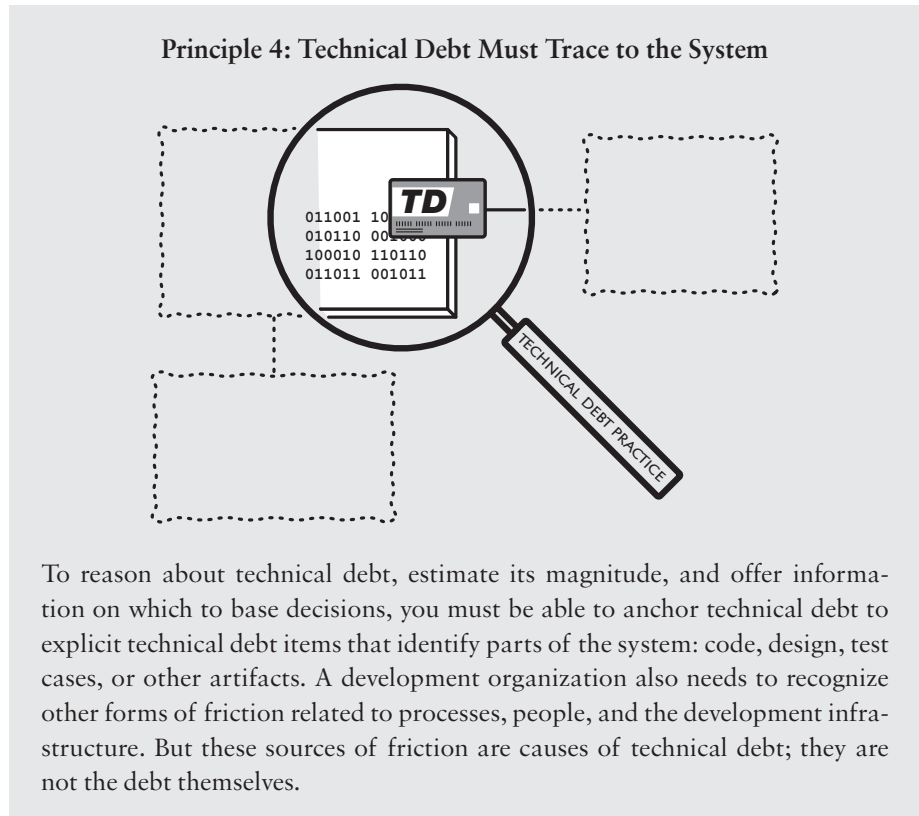 Principle 4: Technical Debt Must Trace to the System
TD
011001 10
010110 001000
100010 110110
011011 001011
TECHNICAL DEBT PRACTICE
To reason about technical debt, estimate its magnitude, and offer informa-
tion on which to base decisions, you must be able to anchor technical debt to
explicit technical debt items that identify parts of the system: code, design, test
cases, or other artifacts. A development organization also needs to recognize
other forms of friction related to processes, people, and the development infra-
structure. But these sources of friction are causes of technical debt; they are
not the debt themselves.